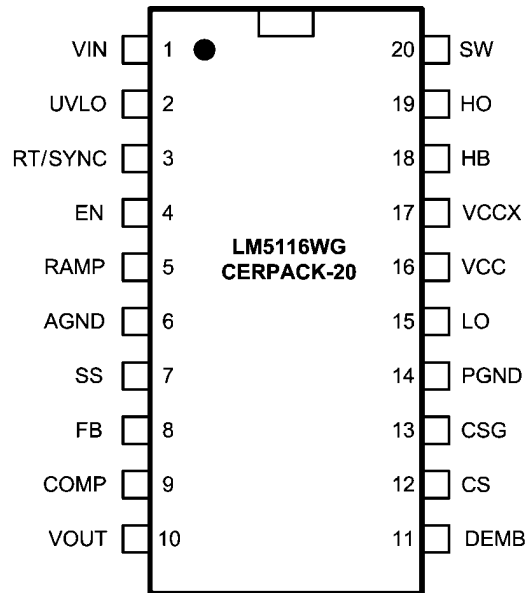 VIN 1 20 SW
UVLO 2 19 HO
RT/SYNC 3 18 HB
EN 4 17 VCCX
LM5116WG
CERPACK-20
RAMP 5 16 VCC
AGND 6 15 LO
SS 7 14 PGND
FB 8 13 CSG
COMP 9 12 CS
VOUT 10 11 DEMB